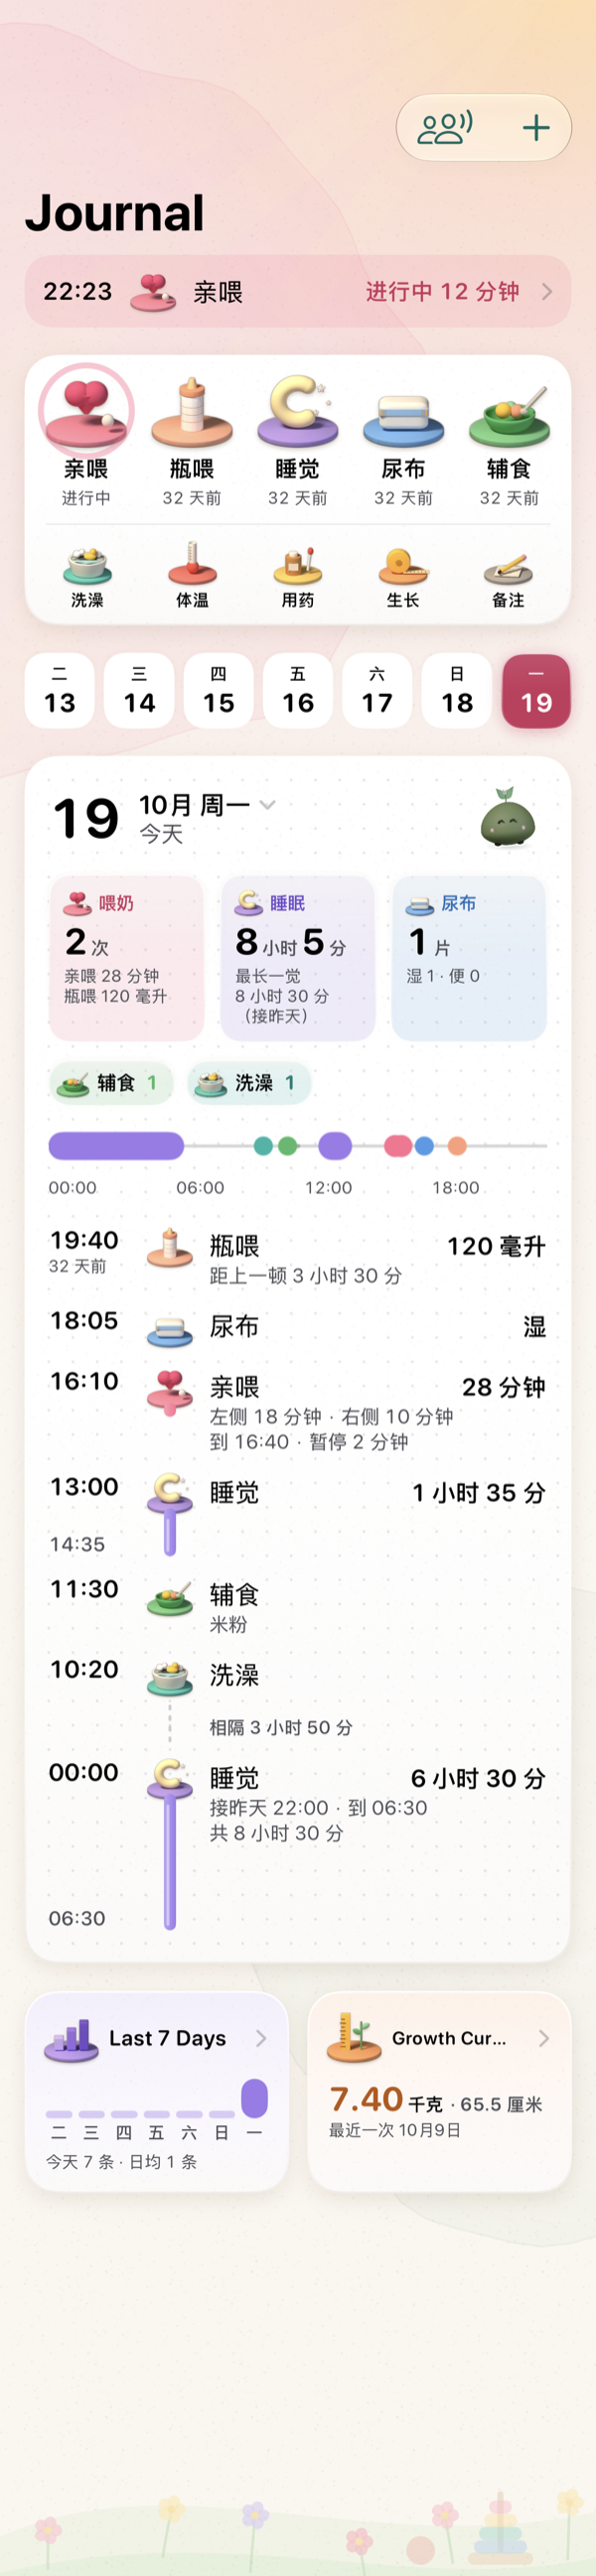 Journal
22:23 亲喂 进行中 12 分钟
亲喂 瓶喂 睡觉 尿布 辅食
进行中 32 天前 32 天前 32 天前 32 天前
洗澡 体温 用药 生长 备注
二 三 四 五 六 日 一
13 14 15 16 17 18 19
19 10月 周一
今天
喂奶
2 次
亲喂 28 分钟
瓶喂 120 毫升
睡眠
8 小时 5 分
最长一觉
8 小时 30 分
（接昨天）
尿布
1 片
湿 1 · 便 0
辅食 1 洗澡 1
00:00 06:00 12:00 18:00
19:40 瓶喂 120 毫升
32 天前 距上一顿 3 小时 30 分
18:05 尿布 湿
16:10 亲喂 28 分钟
左侧 18 分钟 · 右侧 10 分钟
到 16:40 · 暂停 2 分钟
13:00 睡觉 1 小时 35 分
14:35
11:30 辅食
米粉
10:20 洗澡
相隔 3 小时 50 分
00:00 睡觉 6 小时 30 分
接昨天 22:00 · 到 06:30
共 8 小时 30 分
06:30
Last 7 Days
二 三 四 五 六 日 一
今天 7 条 · 日均 1 条
Growth Cur...
7.40 千克 · 65.5 厘米
最近一次 10月9日